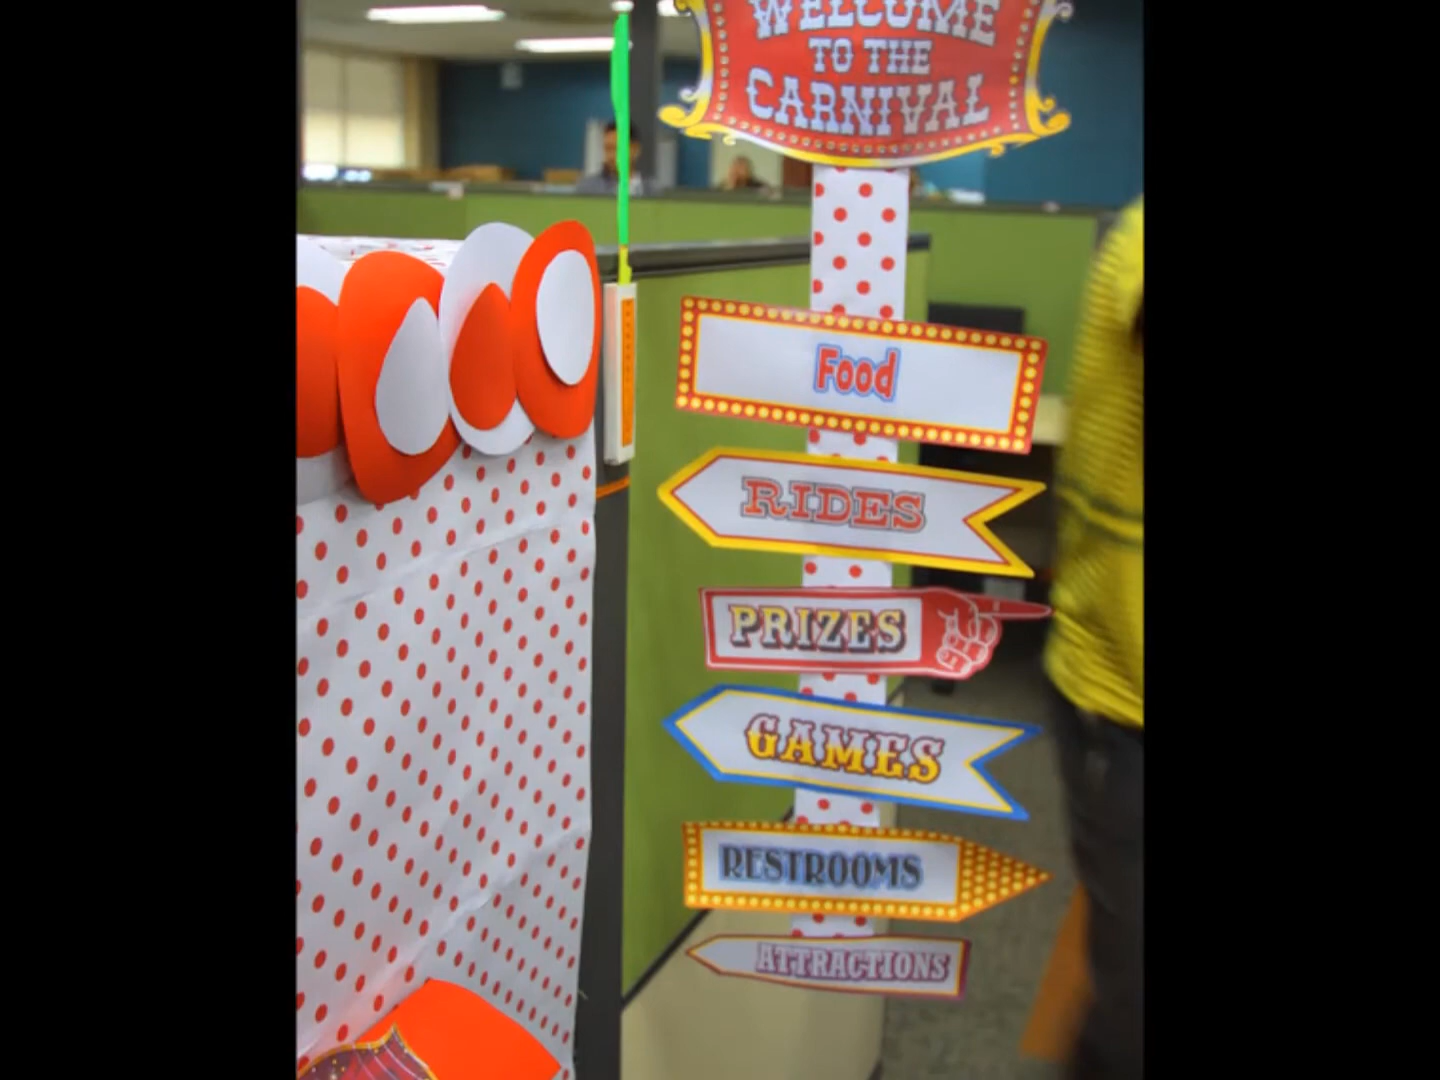 WELCOME
TO THE
CARNIVAL
Food
RIDES
PRIZES
GAMES
RESTROOMS
ATTRACTIONS